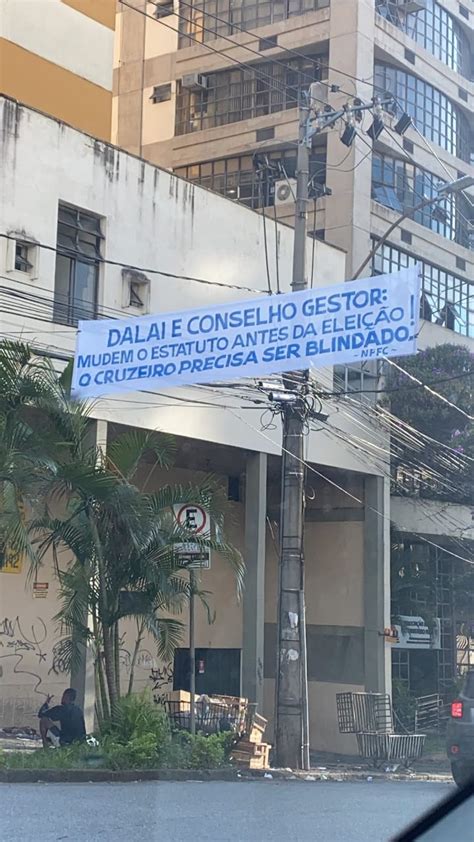 DALAI E CONSELHO GESTOR:
MUDEM O ESTATUTO ANTES DA ELEIÇÃO!
O CRUZEIRO PRECISA SER BLINDADO!
E